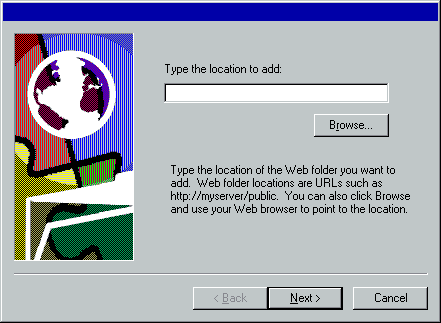 Type the location to add:
Browse...
Type the location of the Web folder you want to
add.  Web folder locations are URLs such as
http://myserver/public.  You can also click Browse
and use your Web browser to point to the location.
< Back
Next >
Cancel